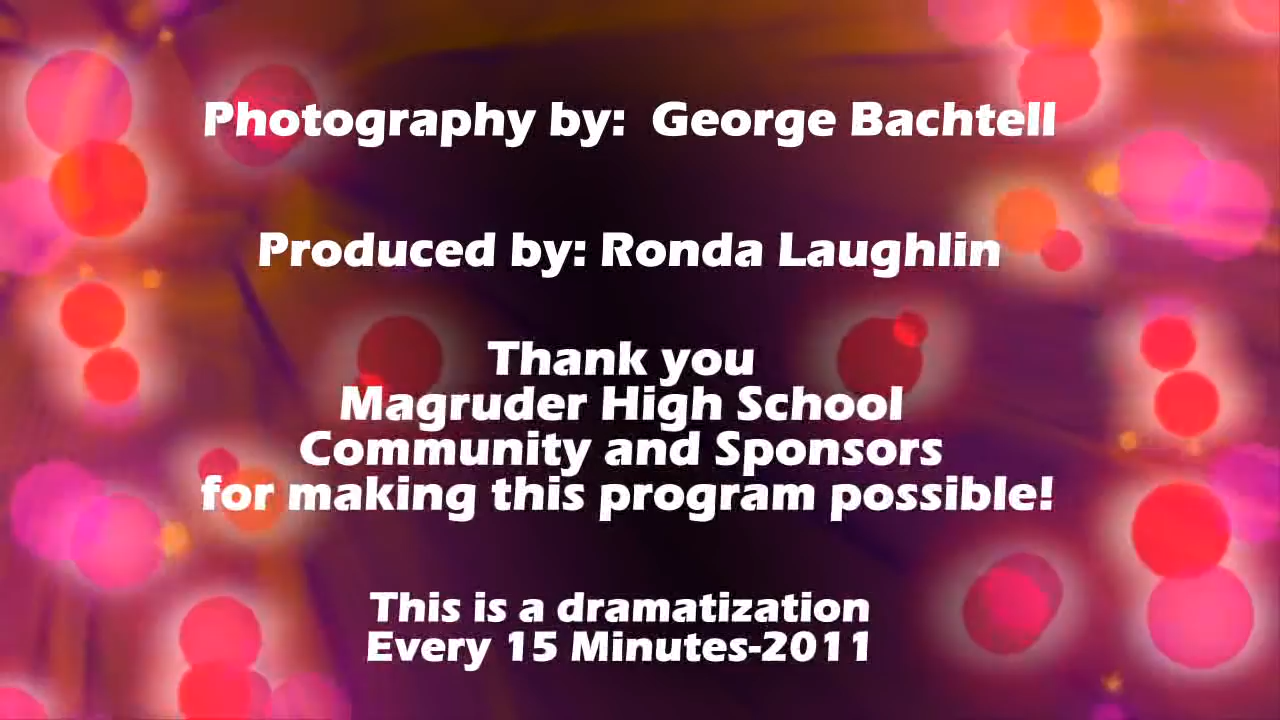 Photography by:  George Bachtell
Produced by: Ronda Laughlin
Thank you
Magruder High School
Community and Sponsors
for making this program possible!
This is a dramatization
Every 15 Minutes-2011